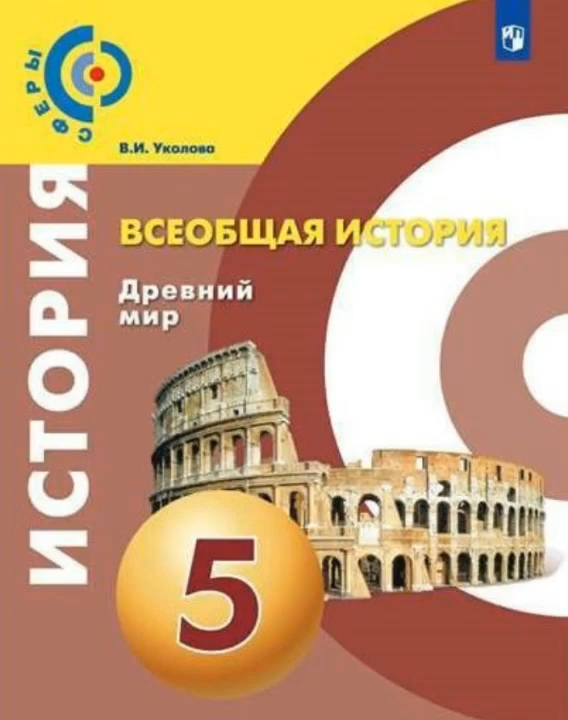 СФЕРЫ
В.И. Уколова
ИСТОРИЯ
ВСЕОБЩАЯ ИСТОРИЯ
Древний
мир
5